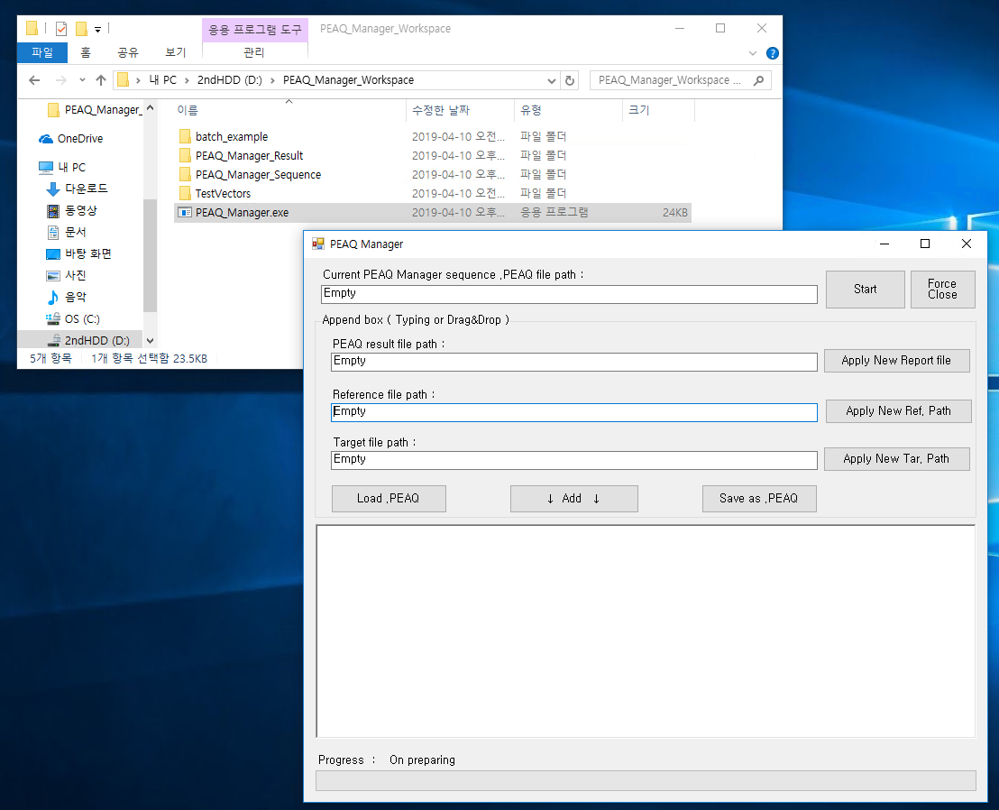 응용 프로그램 도구
PEAQ_Manager_Workspace
파일
홈
공유
보기
관리
내 PC
2ndHDD (D:)
PEAQ_Manager_Workspace
PEAQ_Manager_Workspace ...
이름
수정한 날짜
유형
크기
PEAQ_Manager_
OneDrive
내 PC
다운로드
동영상
문서
바탕 화면
사진
음악
OS (C:)
2ndHDD (D:)
batch_example 2019-04-10 오전... 파일 폴더
PEAQ_Manager_Result 2019-04-10 오후... 파일 폴더
PEAQ_Manager_Sequence 2019-04-10 오후... 파일 폴더
TestVectors 2019-04-10 오전... 파일 폴더
PEAQ_Manager.exe 2019-04-10 오후... 응용 프로그램 24KB
5개 항목
1개 항목 선택함 23.5KB
PEAQ Manager
Current PEAQ Manager sequence .PEAQ file path :
Empty
Start
Force
Close
Append box ( Typing or Drag&Drop )
PEAQ result file path :
Empty
Apply New Report file
Reference file path :
Empty
Apply New Ref. Path
Target file path :
Empty
Apply New Tar. Path
Load .PEAQ
↓ Add ↓
Save as .PEAQ
Progress : On preparing